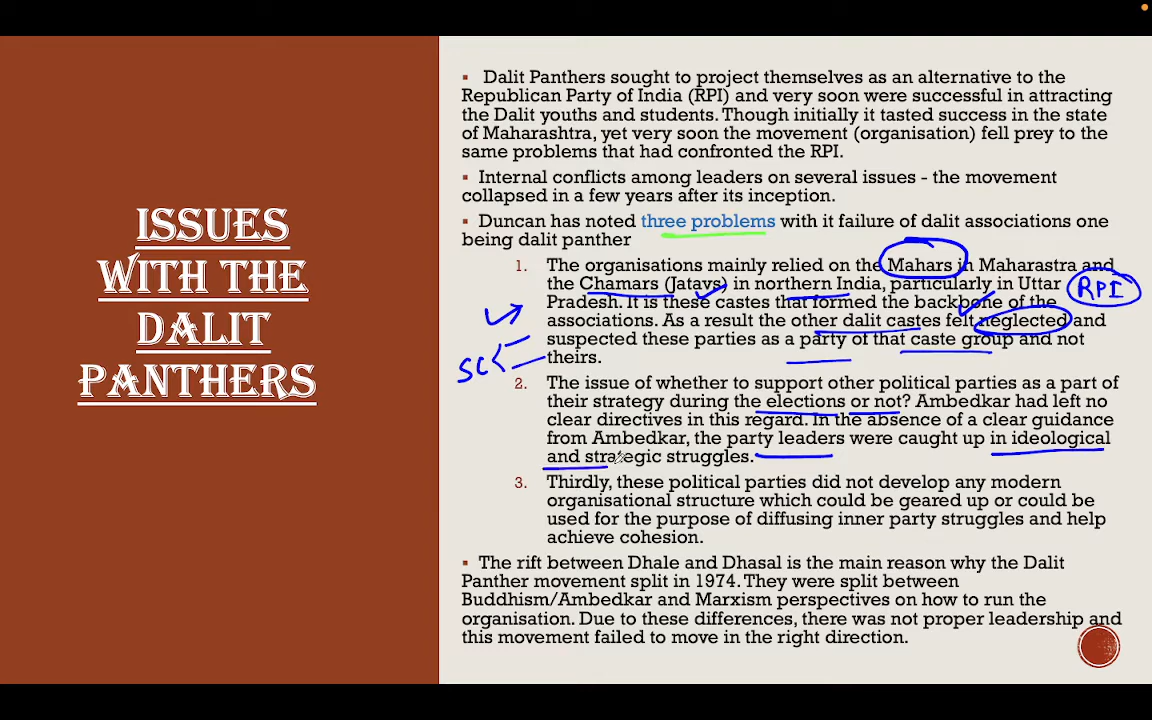 ISSUES
WITH THE
DALIT
PANTHERS
▪ Dalit Panthers sought to project themselves as an alternative to the
Republican Party of India (RPI) and very soon were successful in attracting
the Dalit youths and students. Though initially it tasted success in the state
of Maharashtra, yet very soon the movement (organisation) fell prey to the
same problems that had confronted the RPI.
▪ Internal conflicts among leaders on several issues - the movement
collapsed in a few years after its inception.
▪ Duncan has noted three problems with it failure of dalit associations one
being dalit panther
1. The organisations mainly relied on the Mahars in Maharastra and
the Chamars (Jatavs) in northern India, particularly in Uttar
Pradesh. It is these castes that formed the backbone of the
associations. As a result the other dalit castes felt neglected and
suspected these parties as a party of that caste group and not
theirs.
RPI
SC
2. The issue of whether to support other political parties as a part of
their strategy during the elections or not? Ambedkar had left no
clear directives in this regard. In the absence of a clear guidance
from Ambedkar, the party leaders were caught up in ideological
and strategic struggles.
3. Thirdly, these political parties did not develop any modern
organisational structure which could be geared up or could be
used for the purpose of diffusing inner party struggles and help
achieve cohesion.
▪ The rift between Dhale and Dhasal is the main reason why the Dalit
Panther movement split in 1974. They were split between
Buddhism/Ambedkar and Marxism perspectives on how to run the
organisation. Due to these differences, there was not proper leadership and
this movement failed to move in the right direction.